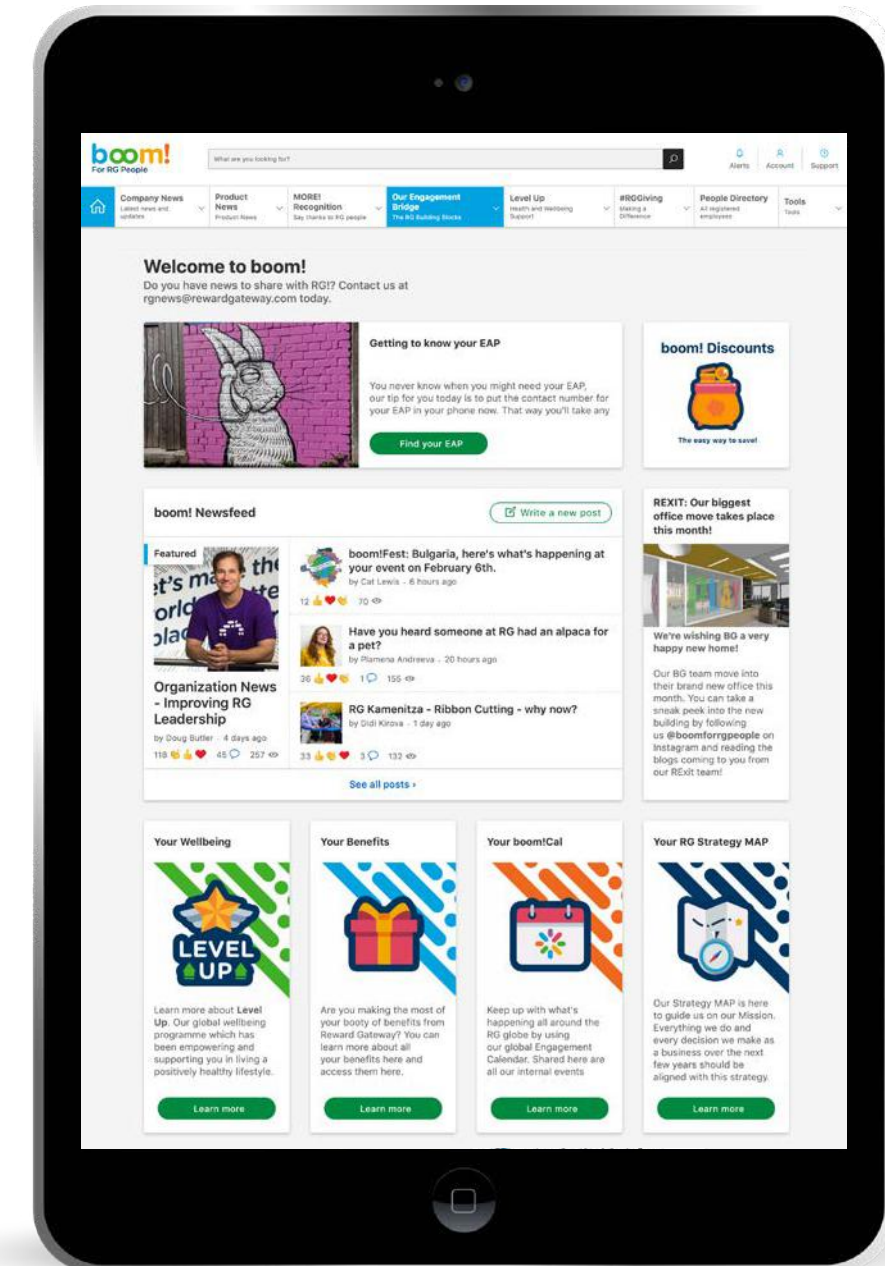 boom!
For RG People
What are you looking for?
Alerts
Account
Support
Company News
Latest news and
updates
Product
News
Product News
MORE!
Recognition
Say thanks to RG people
Our Engagement
Bridge
The RG Building Blocks
Level Up
Health and Wellbeing
Support
#RGGiving
Making a
Difference
People Directory
All registered
employees
Tools
Tools
Welcome to boom!
Do you have news to share with RG!? Contact us at
rgnews@rewardgateway.com today.
Getting to know your EAP
You never know when you might need your EAP,
our tip for you today is to put the contact number for
your EAP in your phone now. That way you'll take any
Find your EAP
boom! Discounts
The easy way to save!
boom! Newsfeed
Write a new post
Featured
Organization News
- Improving RG
Leadership
by Doug Butler - 4 days ago
118 45 257
boom!Fest: Bulgaria, here's what's happening at
your event on February 6th.
by Cat Lewis - 6 hours ago
12 70
Have you heard someone at RG had an alpaca for
a pet?
by Plamena Andreeva - 20 hours ago
36 1 155
RG Kamenitza - Ribbon Cutting - why now?
by Didi Kirova - 1 day ago
33 3 132
See all posts ›
REXIT: Our biggest
office move takes place
this month!
We're wishing BG a very
happy new home!
Our BG team move into
their brand new office this
month. You can take a
sneak peek into the new
building by following
us @boomforrgpeople on
Instagram and reading the
blogs coming to you from
our RExit team!
Your Wellbeing
LEVEL
UP
Learn more about Level
Up. Our global wellbeing
programme which has
been empowering and
supporting you in living a
positively healthy lifestyle.
Learn more
Your Benefits
Are you making the most of
your booty of benefits from
Reward Gateway? You can
learn more about all
your benefits here and
access them here.
Learn more
Your boom!Cal
Keep up with what's
happening all around the
RG globe by using
our global Engagement
Calendar. Shared here are
all our internal events
Learn more
Your RG Strategy MAP
Our Strategy MAP is here
to guide us on our Mission.
Everything we do and
every decision we make as
a business over the next
few years should be
aligned with this strategy.
Learn more